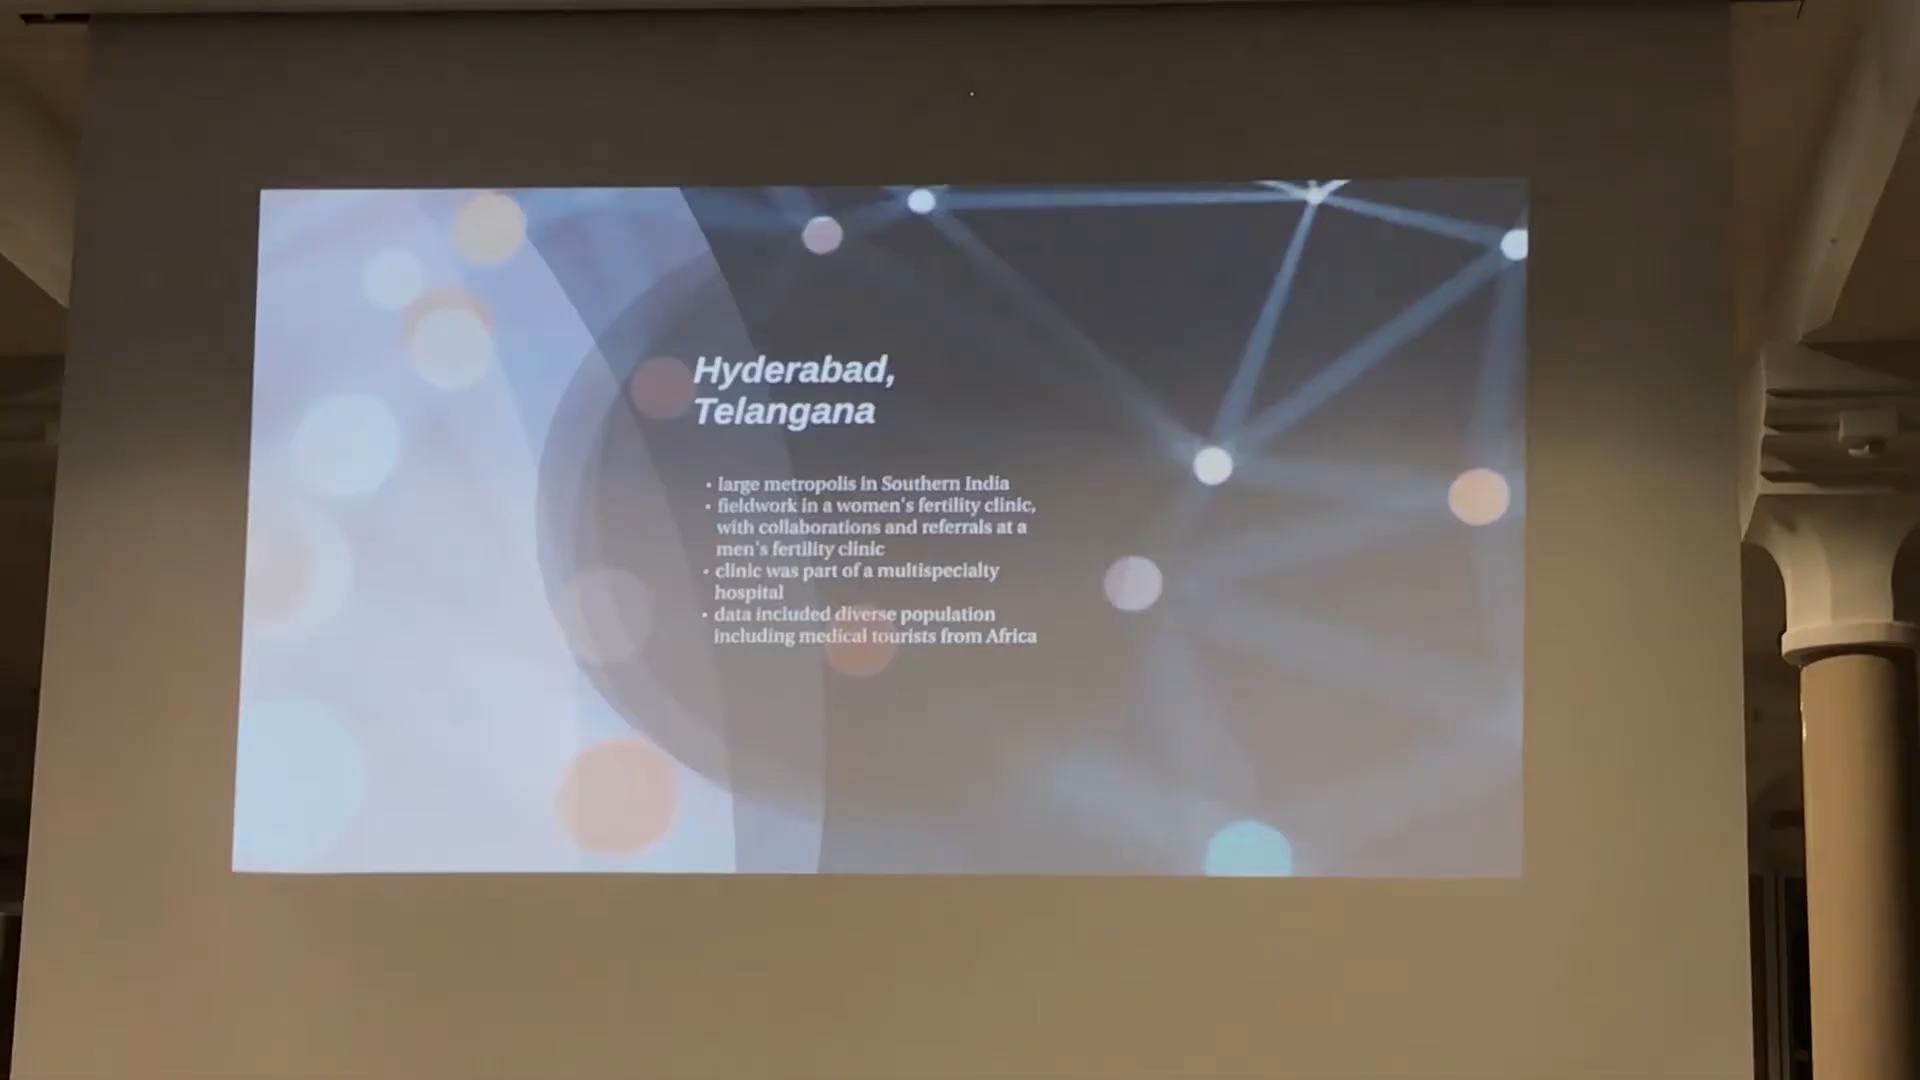 Hyderabad,
Telangana
• large metropolis in Southern India
• fieldwork in a women's fertility clinic,
with collaborations and referrals at a
men's fertility clinic
• clinic was part of a multispecialty
hospital
• data included diverse population
including medical tourists from Africa